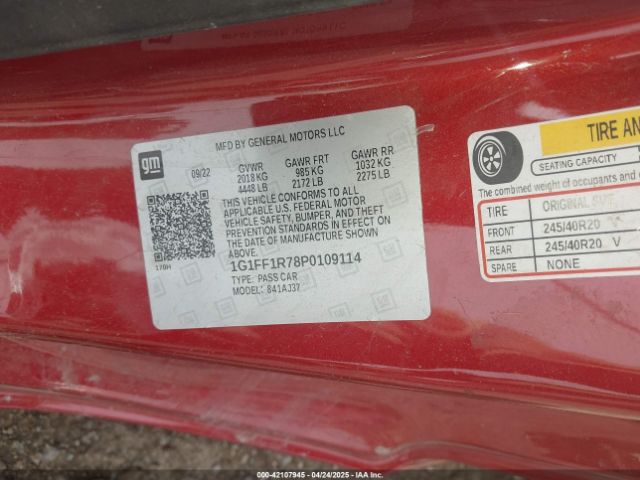 MFD BY GENERAL MOTORS LLC
gm
09/22
GVWR GAWR FRT GAWR RR
2018 KG 985 KG 1032 KG
4448 LB 2172 LB 2275 LB
THIS VEHICLE CONFORMS TO ALL
APPLICABLE U.S. FEDERAL MOTOR
VEHICLE SAFETY, BUMPER, AND THEFT
PREVENTION STANDARDS IN EFFECT ON
THE DATE OF MANUFACTURE SHOWN
ABOVE.
170H
1G1FF1R78P0109114
TYPE: PASS CAR
MODEL: 841AJ37
TIRE AN
SEATING CAPACITY
The combined weight of occupants and
TIRE ORIGINAL
FRONT 245/40R20 V
REAR 245/40R20 V
SPARE NONE
000-42107945 - 04/24/2025 - IAAI.COM